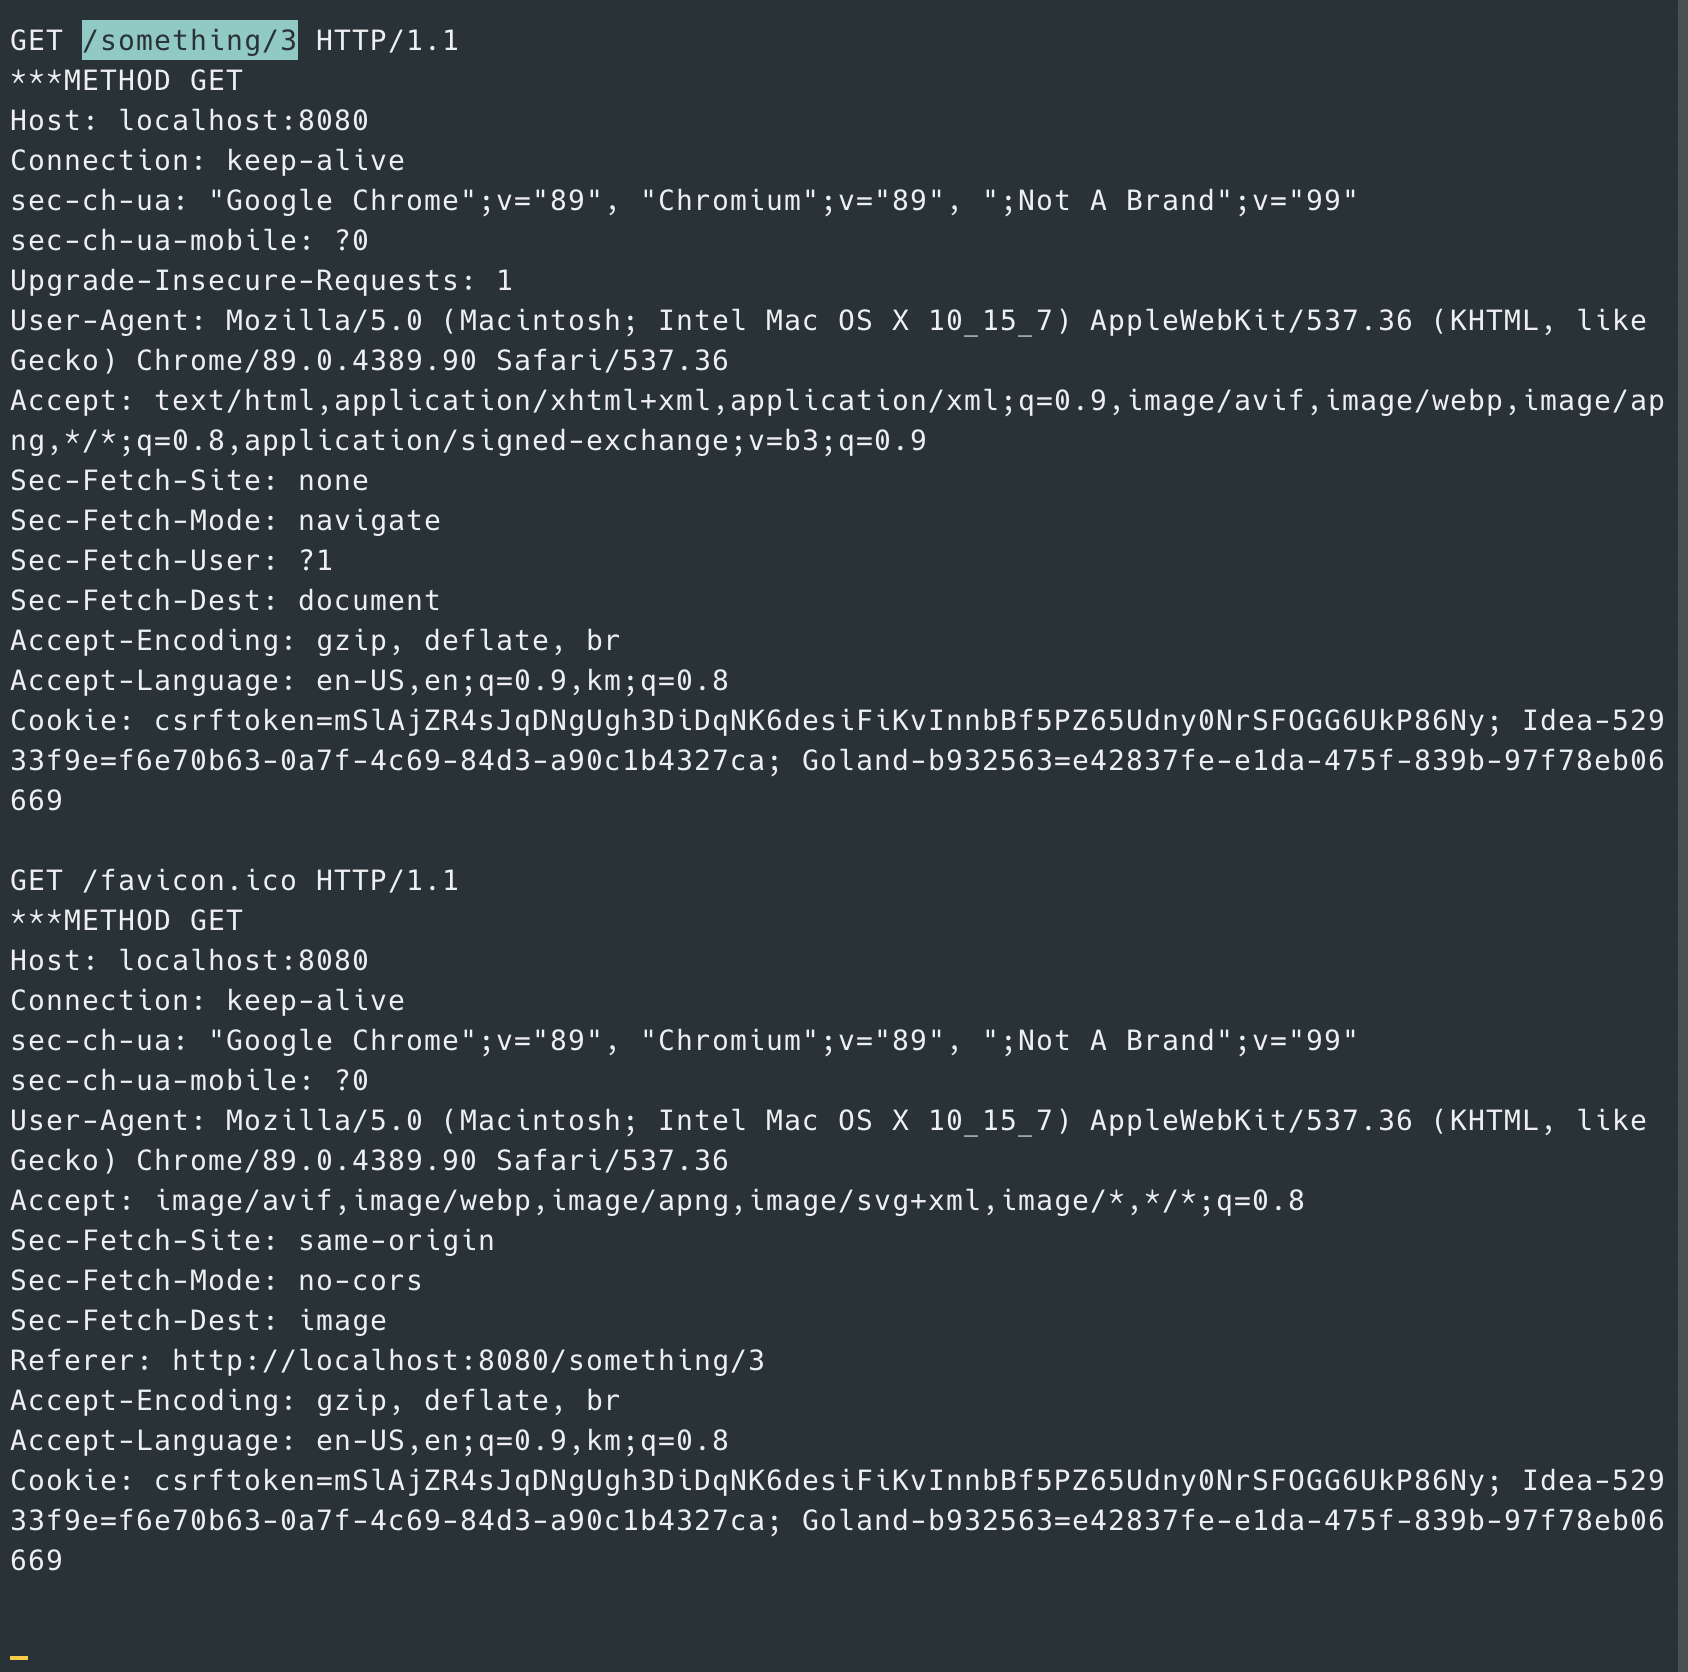 GET /something/3 HTTP/1.1
***METHOD GET
Host: localhost:8080
Connection: keep-alive
sec-ch-ua: "Google Chrome";v="89", "Chromium";v="89", ";Not A Brand";v="99"
sec-ch-ua-mobile: ?0
Upgrade-Insecure-Requests: 1
User-Agent: Mozilla/5.0 (Macintosh; Intel Mac OS X 10_15_7) AppleWebKit/537.36 (KHTML, like
Gecko) Chrome/89.0.4389.90 Safari/537.36
Accept: text/html,application/xhtml+xml,application/xml;q=0.9,image/avif,image/webp,image/ap
ng,*/*;q=0.8,application/signed-exchange;v=b3;q=0.9
Sec-Fetch-Site: none
Sec-Fetch-Mode: navigate
Sec-Fetch-User: ?1
Sec-Fetch-Dest: document
Accept-Encoding: gzip, deflate, br
Accept-Language: en-US,en;q=0.9,km;q=0.8
Cookie: csrftoken=mSlAjZR4sJqDNgUgh3DiDqNK6desiFiKvInnbBf5PZ65Udny0NrSFOGG6UkP86Ny; Idea-529
33f9e=f6e70b63-0a7f-4c69-84d3-a90c1b4327ca; Goland-b932563=e42837fe-e1da-475f-839b-97f78eb06
669
GET /favicon.ico HTTP/1.1
***METHOD GET
Host: localhost:8080
Connection: keep-alive
sec-ch-ua: "Google Chrome";v="89", "Chromium";v="89", ";Not A Brand";v="99"
sec-ch-ua-mobile: ?0
User-Agent: Mozilla/5.0 (Macintosh; Intel Mac OS X 10_15_7) AppleWebKit/537.36 (KHTML, like
Gecko) Chrome/89.0.4389.90 Safari/537.36
Accept: image/avif,image/webp,image/apng,image/svg+xml,image/*,*/*;q=0.8
Sec-Fetch-Site: same-origin
Sec-Fetch-Mode: no-cors
Sec-Fetch-Dest: image
Referer: http://localhost:8080/something/3
Accept-Encoding: gzip, deflate, br
Accept-Language: en-US,en;q=0.9,km;q=0.8
Cookie: csrftoken=mSlAjZR4sJqDNgUgh3DiDqNK6desiFiKvInnbBf5PZ65Udny0NrSFOGG6UkP86Ny; Idea-529
33f9e=f6e70b63-0a7f-4c69-84d3-a90c1b4327ca; Goland-b932563=e42837fe-e1da-475f-839b-97f78eb06
669